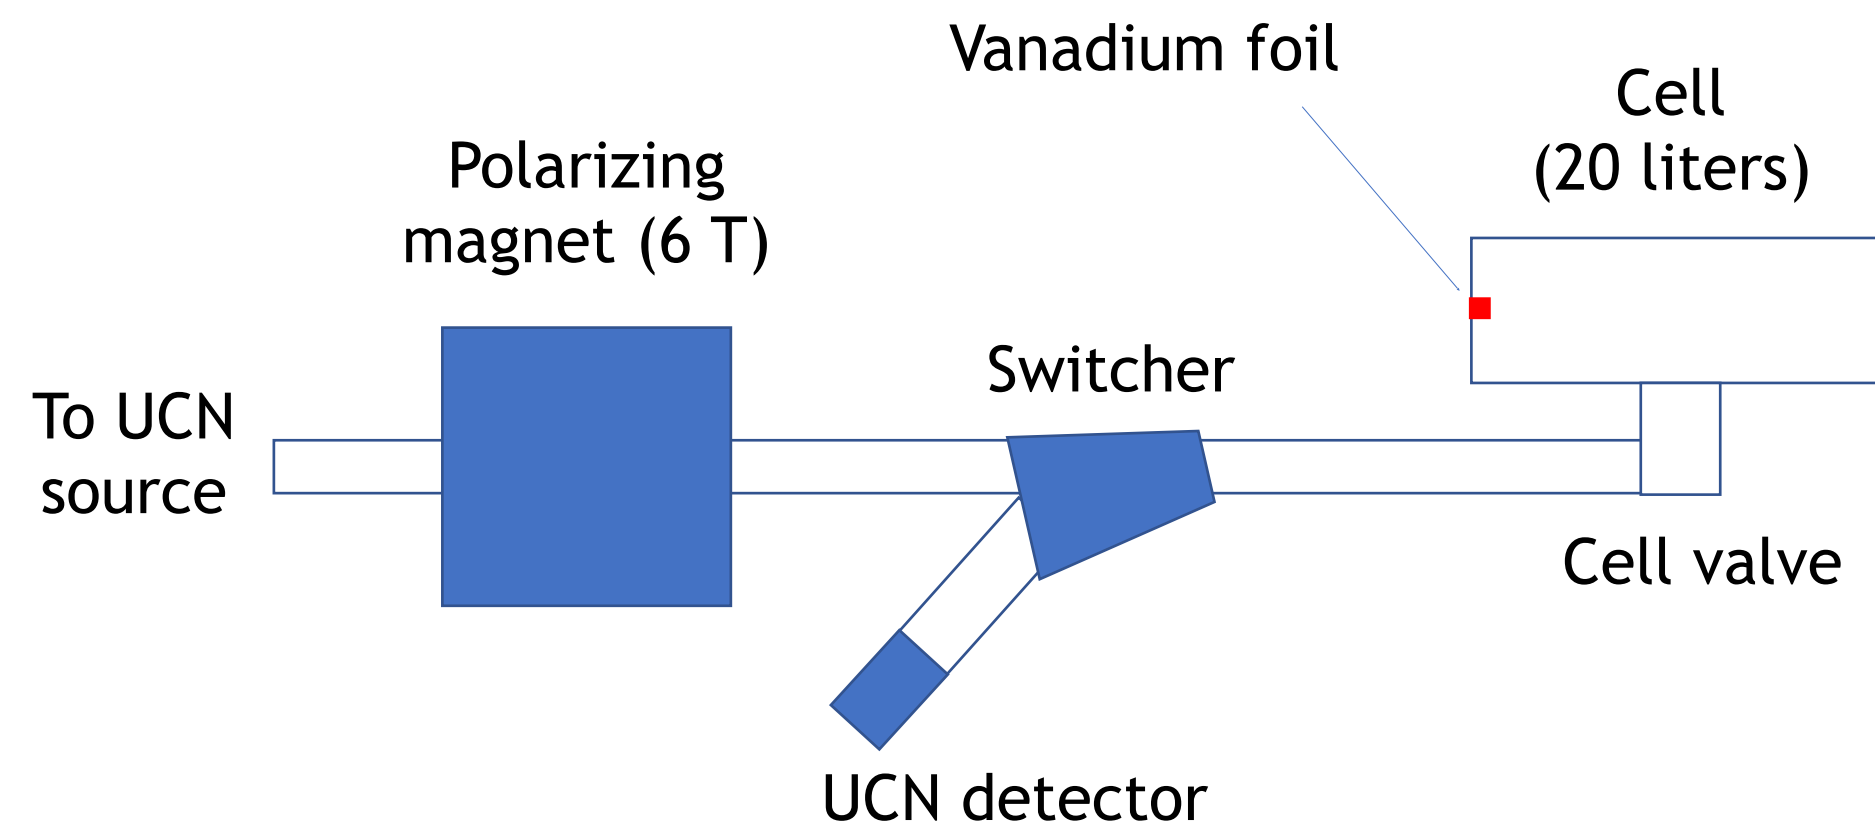 Vanadium foil
Cell
(20 liters)
Polarizing
magnet (6 T)
Switcher
To UCN
source
Cell valve
UCN detector